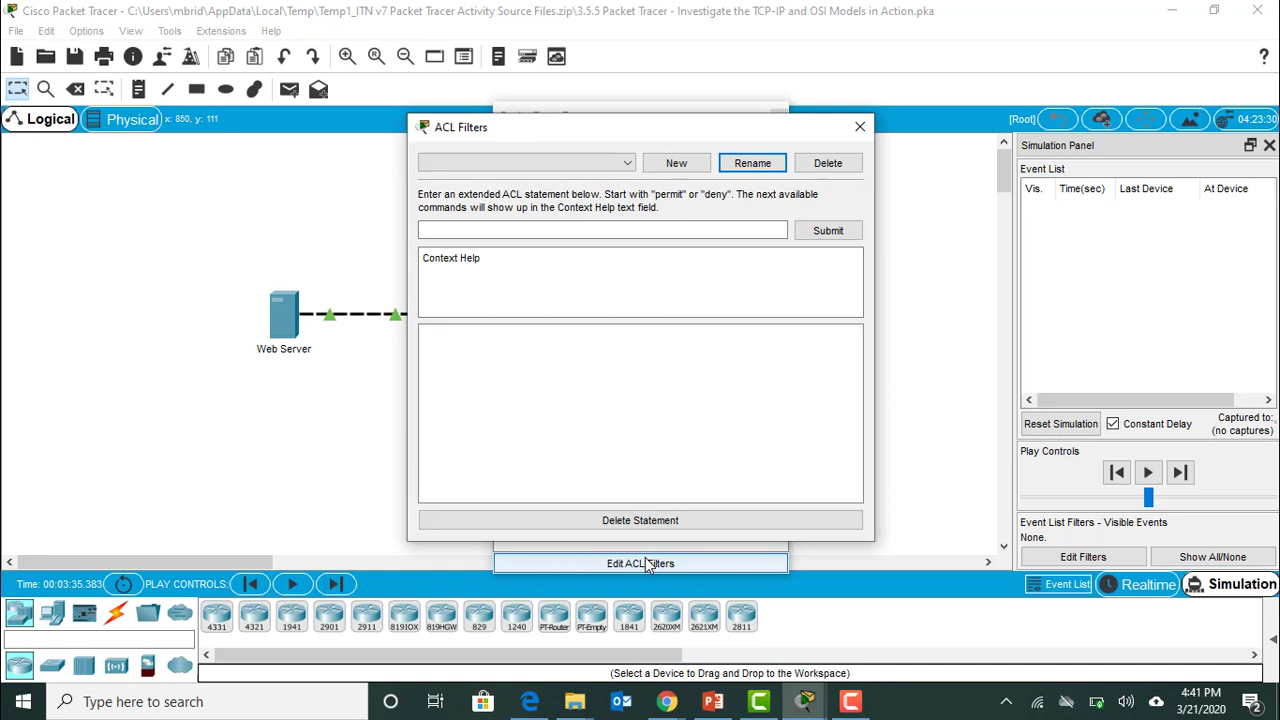 Cisco Packet Tracer - C:\Users\mbrid\AppData\Local\Temp\Temp1_ITN v7 Packet Tracer Activity Source Files.zip\3.5.5 Packet Tracer - Investigate the TCP-IP and OSI Models in Action.pka
File Edit Options View Tools Extensions Help
Logical Physical x: 850, y: 111 [Root] 04:23:30
ACL Filters
New Rename Delete
Enter an extended ACL statement below. Start with "permit" or "deny". The next available
commands will show up in the Context Help text field.
Submit
Context Help
Delete Statement
Edit ACL Filters
Web Server
Simulation Panel
Event List
Vis. Time(sec) Last Device At Device
Reset Simulation Constant Delay Captured to:
(no captures)
Play Controls
Event List Filters - Visible Events
None.
Edit Filters Show All/None
Time: 00:03:35.383 PLAY CONTROLS: Event List Realtime Simulation
4331 4321 1941 2901 2911 819IOX 819HGW 829 1240 PT-Router PT-Empty 1841 2620XM 2621XM 2811
(Select a Device to Drag and Drop to the Workspace)
Type here to search
4:41 PM
3/21/2020
2